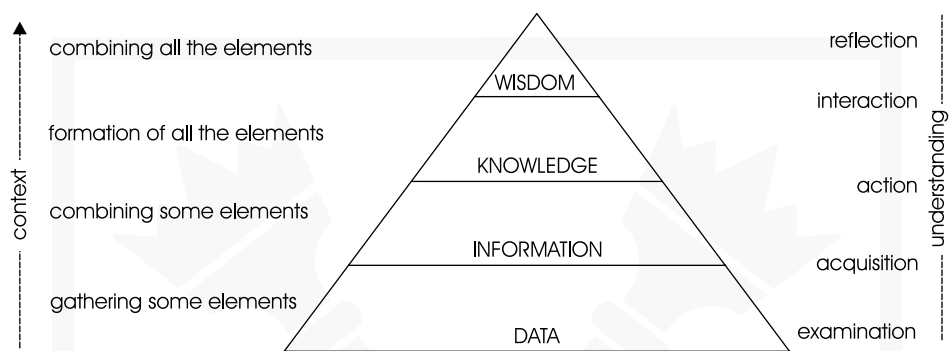 combining all the elements
reflection
WISDOM
interaction
formation of all the elements
KNOWLEDGE
action
combining some elements
INFORMATION
acquisition
gathering some elements
DATA
examination
context
understanding